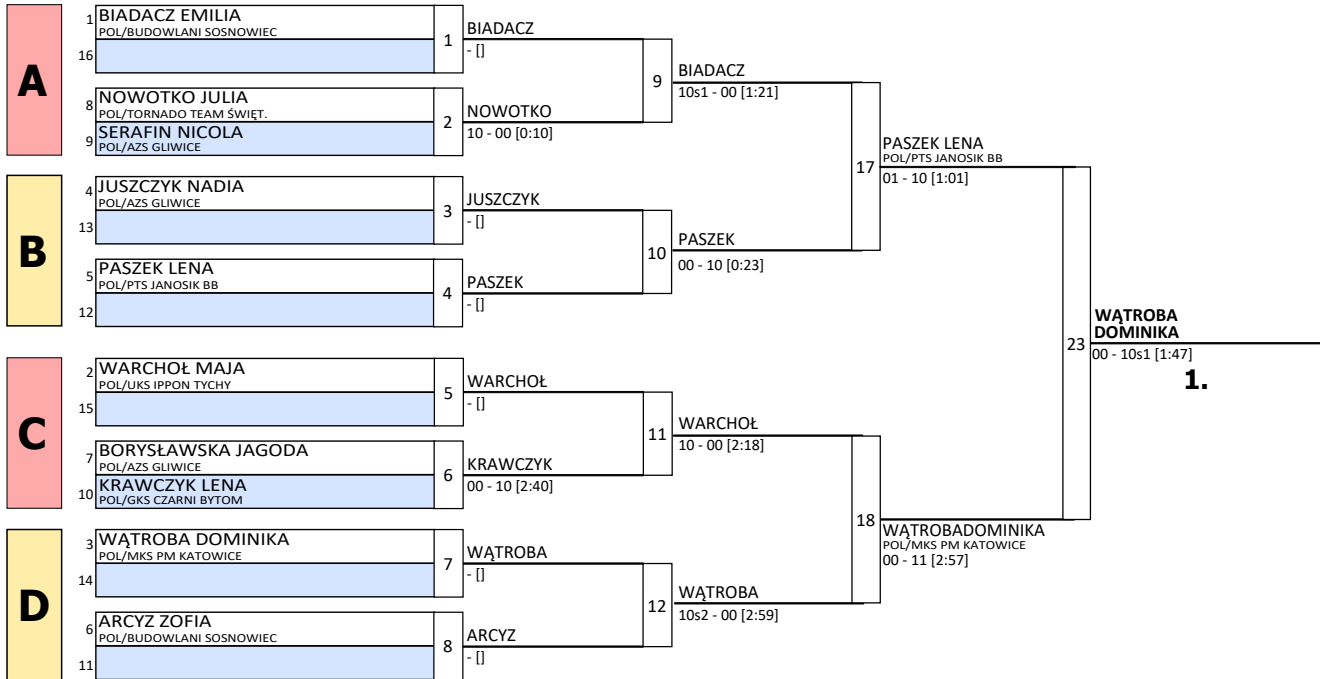 A
1 BIADACZ EMILIA
POL/BUDOWLANI SOSNOWIEC
16
1
BIADACZ
- []
8 NOWOTKO JULIA
POL/TORNADO TEAM ŚWIĘT.
9 SERAFIN NICOLA
POL/AZS GLIWICE
2
NOWOTKO
10 - 00 [0:10]
9
BIADACZ
10s1 - 00 [1:21]
B
4 JUSZCZYK NADIA
POL/AZS GLIWICE
13
3
JUSZCZYK
- []
5 PASZEK LENA
POL/PTS JANOSIK BB
12
4
PASZEK
- []
10
PASZEK
00 - 10 [0:23]
17
PASZEK LENA
POL/PTS JANOSIK BB
01 - 10 [1:01]
C
2 WARCHOŁ MAJA
POL/UKS IPPON TYCHY
15
5
WARCHOŁ
- []
7 BORYSŁAWSKA JAGODA
POL/AZS GLIWICE
10 KRAWCZYK LENA
POL/GKS CZARNI BYTOM
6
KRAWCZYK
00 - 10 [2:40]
11
WARCHOŁ
10 - 00 [2:18]
D
3 WĄTROBA DOMINIKA
POL/MKS PM KATOWICE
14
7
WĄTROBA
- []
6 ARCYZ ZOFIA
POL/BUDOWLANI SOSNOWIEC
11
8
ARCYZ
- []
12
WĄTROBA
10s2 - 00 [2:59]
18
WĄTROBADOMINIKA
POL/MKS PM KATOWICE
00 - 11 [2:57]
23
WĄTROBA
DOMINIKA
00 - 10s1 [1:47]
1.